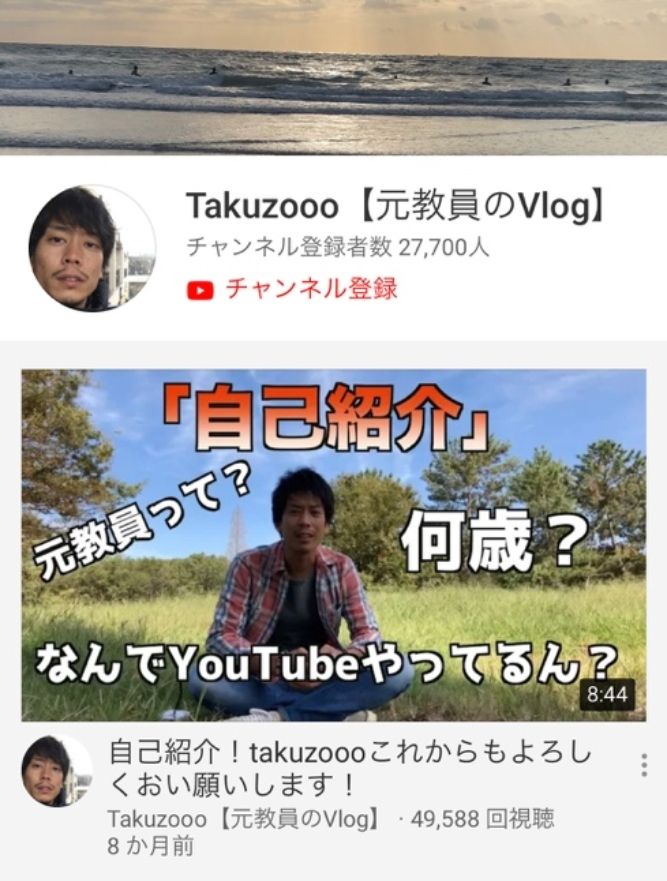 Takuzooo【元教員のVlog】
チャンネル登録者数 27,700人
チャンネル登録
「自己紹介」
元教員って？
何歳？
なんでYouTubeやってるん？
8:44
自己紹介！takuzoooこれからもよろし
くおい願いします！
Takuzooo【元教員のVlog】 · 49,588 回視聴
8 か月前